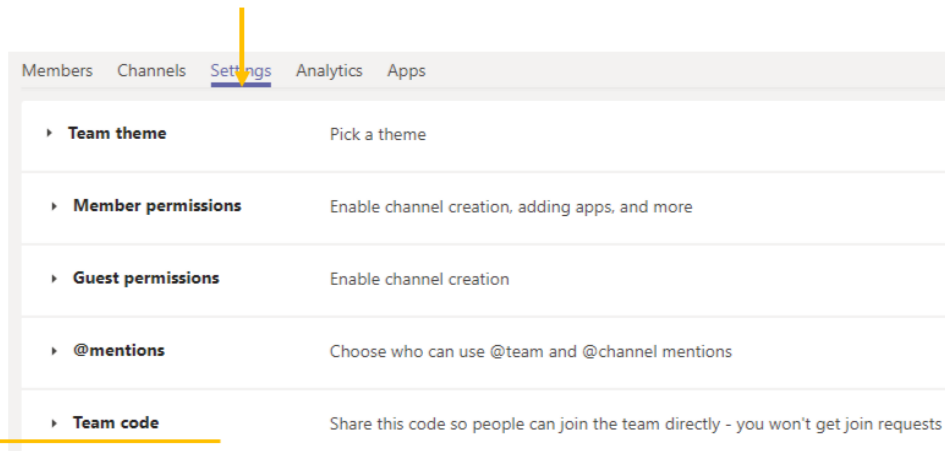 Members Channels Settings Analytics Apps
Team theme Pick a theme
Member permissions Enable channel creation, adding apps, and more
Guest permissions Enable channel creation
@mentions Choose who can use @team and @channel mentions
Team code Share this code so people can join the team directly - you won't get join requests